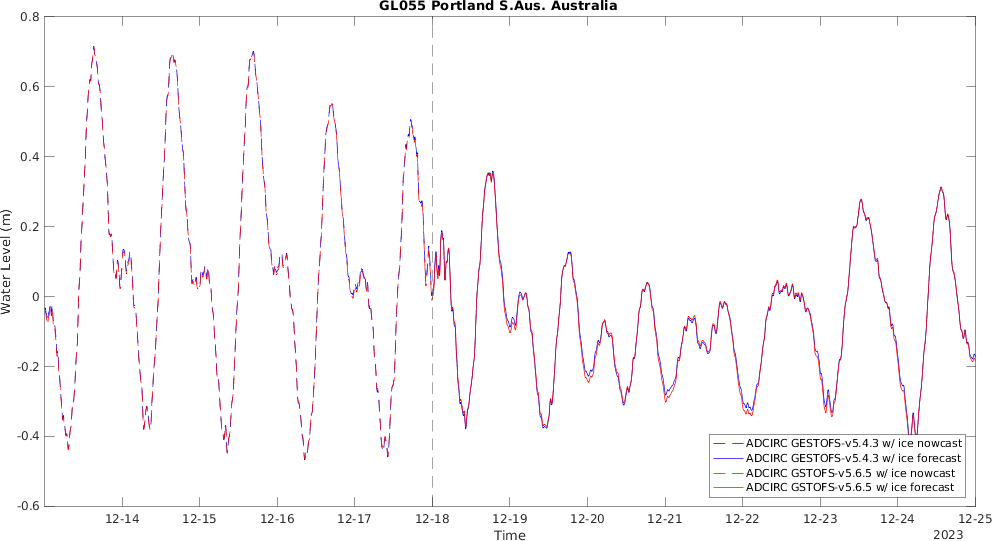 GL055 Portland S.Aus. Australia
Water Level (m)
0.8
0.6
0.4
0.2
0
-0.2
-0.4
-0.6
ADCIRC GESTOFS-v5.4.3 w/ ice nowcast
ADCIRC GESTOFS-v5.4.3 w/ ice forecast
ADCIRC GSTOFS-v5.6.5 w/ ice nowcast
ADCIRC GSTOFS-v5.6.5 w/ ice forecast
12-14 12-15 12-16 12-17 12-18 12-19 12-20 12-21 12-22 12-23 12-24 12-25
Time
2023